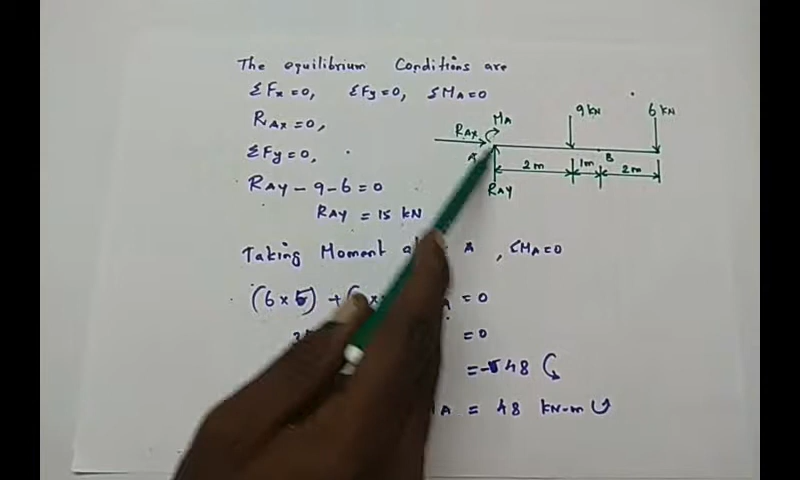 The equilibrium Conditions are
ΣFx =0, ΣFy=0, ΣMA=0
RAx =0,
ΣFy =0,
RAY - 9 - 6 =0
RAY = 15 kN
9 kN 6 kN
MA
RAX
A B
2m 1m 2m
RAY
Taking Moment A , ΣMA=0
(6 x 5) + = 0
= 0
= - 48
A = 48 kN-m